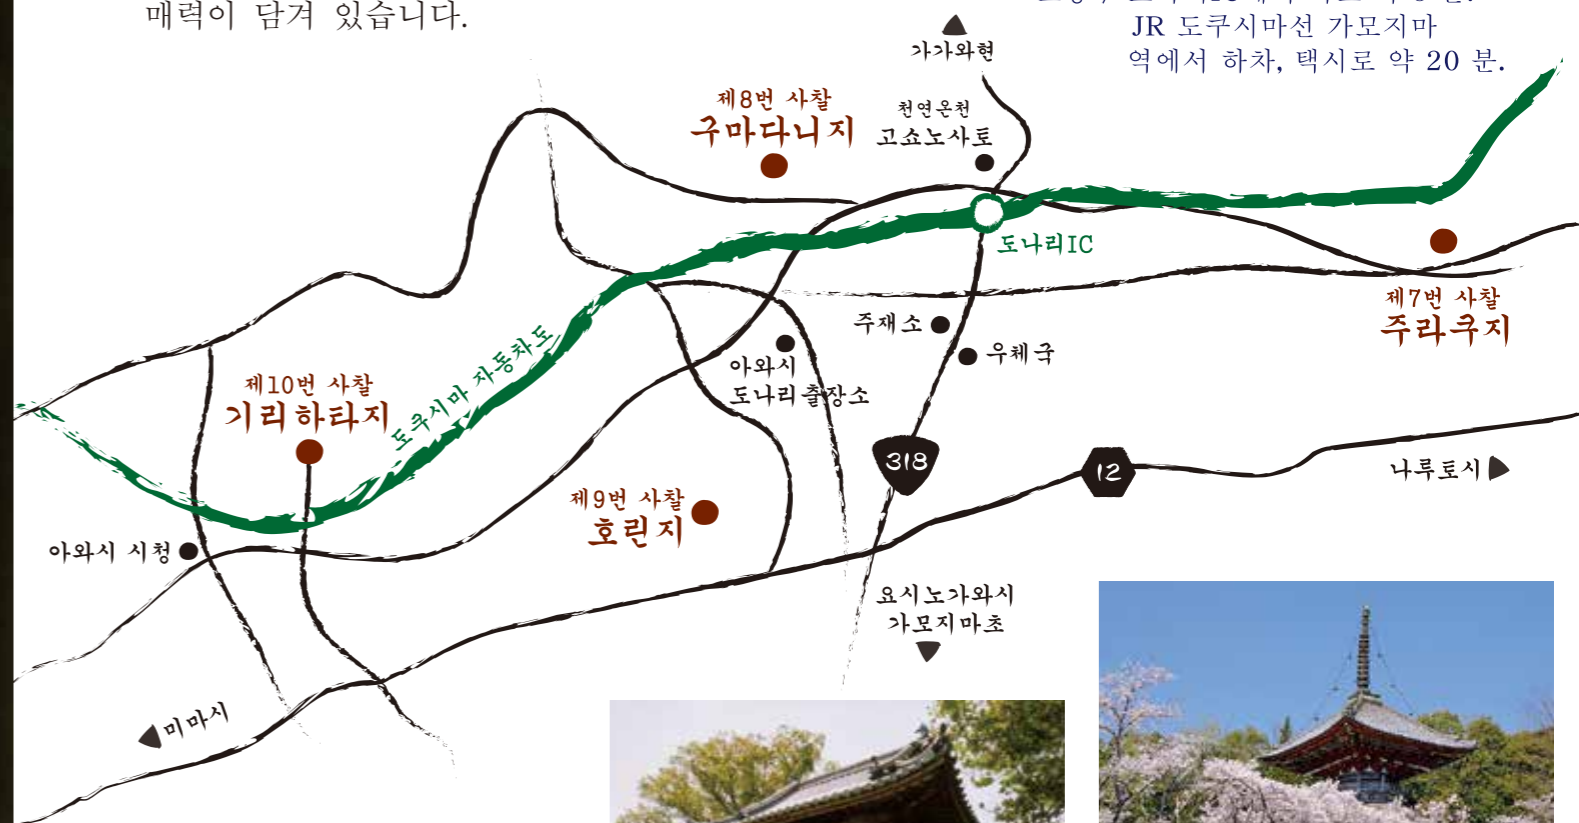 매력이 담겨 있습니다.
JR 도쿠시마선 가모지마
역에서 하차, 택시로 약 20 분.
가가와현
제8번 사찰
구마다니지
천연온천
고쇼노사토
도나리IC
제7번 사찰
주라쿠지
주재소
우체국
아와시
도나리출장소
도쿠시마 자동차도
제10번 사찰
기리하타지
318
12
나루토시
제9번 사찰
호린지
아와시 시청
요시노가와시
가모지마초
미마시